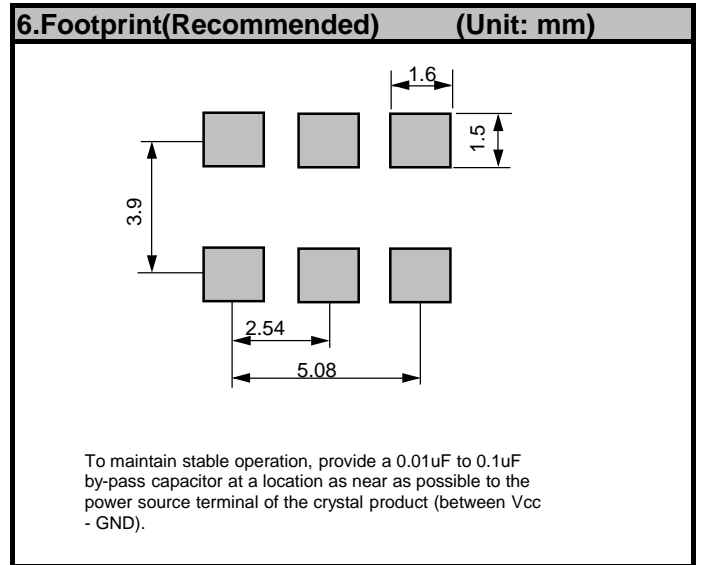 6.Footprint(Recommended) (Unit: mm)
1.6
1.5
3.9
2.54
5.08
To maintain stable operation, provide a 0.01uF to 0.1uF
by-pass capacitor at a location as near as possible to the
power source terminal of the crystal product (between Vcc
- GND).